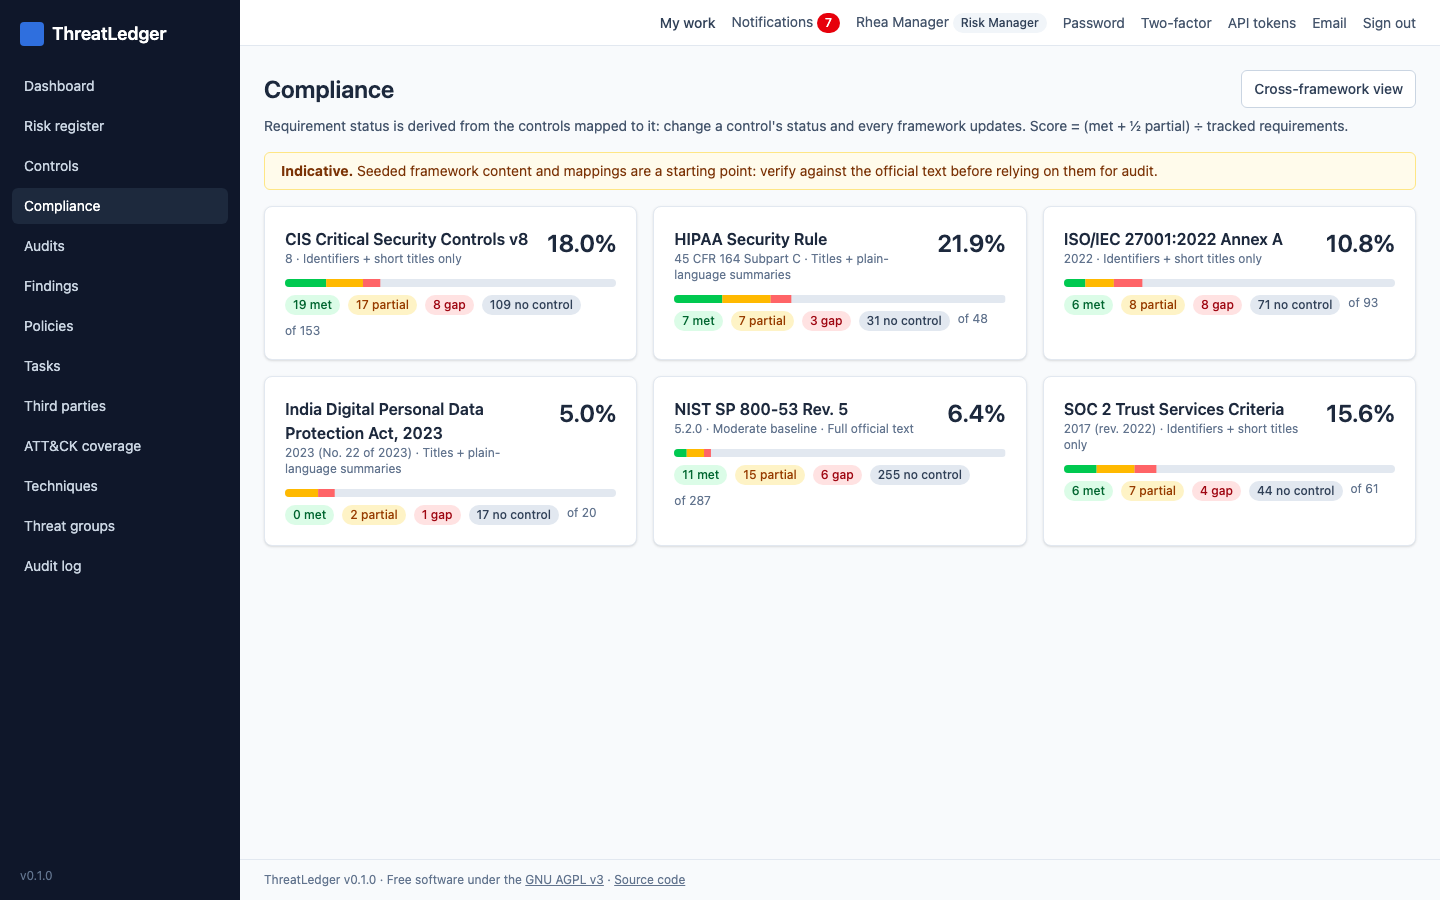 ThreatLedger
Dashboard
Risk register
Controls
Compliance
Audits
Findings
Policies
Tasks
Third parties
ATT&CK coverage
Techniques
Threat groups
Audit log
v0.1.0
My work Notifications 7 Rhea Manager Risk Manager Password Two-factor API tokens Email Sign out
Compliance
Cross-framework view
Requirement status is derived from the controls mapped to it: change a control's status and every framework updates. Score = (met + ½ partial) ÷ tracked requirements.
Indicative. Seeded framework content and mappings are a starting point: verify against the official text before relying on them for audit.
CIS Critical Security Controls v8 18.0%
8 · Identifiers + short titles only
19 met 17 partial 8 gap 109 no control
of 153
HIPAA Security Rule 21.9%
45 CFR 164 Subpart C · Titles + plain-
language summaries
7 met 7 partial 3 gap 31 no control of 48
ISO/IEC 27001:2022 Annex A 10.8%
2022 · Identifiers + short titles only
6 met 8 partial 8 gap 71 no control of 93
India Digital Personal Data
Protection Act, 2023
5.0%
2023 (No. 22 of 2023) · Titles + plain-
language summaries
0 met 2 partial 1 gap 17 no control of 20
NIST SP 800-53 Rev. 5 6.4%
5.2.0 · Moderate baseline · Full official text
11 met 15 partial 6 gap 255 no control
of 287
SOC 2 Trust Services Criteria 15.6%
2017 (rev. 2022) · Identifiers + short titles
only
6 met 7 partial 4 gap 44 no control of 61
ThreatLedger v0.1.0 · Free software under the GNU AGPL v3 · Source code